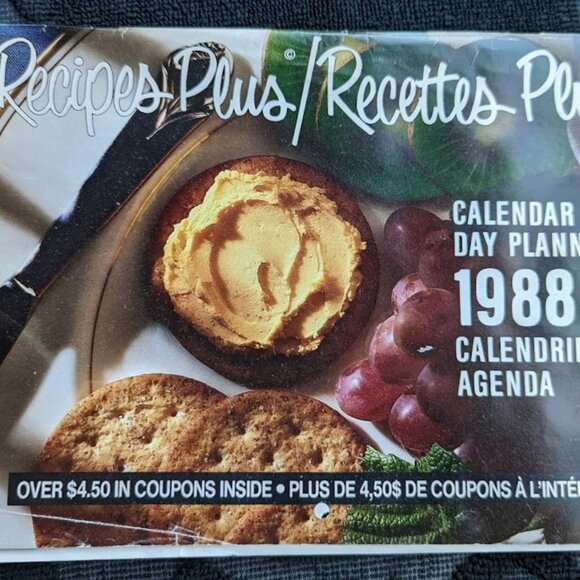 Recipes Plus©/Recettes Plu
CALENDAR
DAY PLANN
1988
CALENDRI
AGENDA
OVER $4.50 IN COUPONS INSIDE • PLUS DE 4,50$ DE COUPONS À L'INTÉ